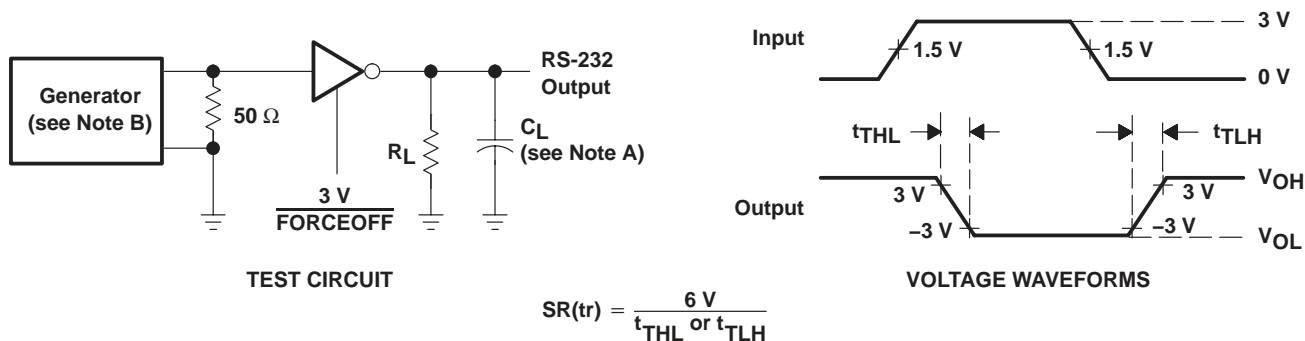 Generator
(see Note B)
50 Ω
3 V
FORCEOFF
RL
CL
(see Note A)
RS-232
Output
TEST CIRCUIT
Input
1.5 V
1.5 V
3 V
0 V
tTHL
tTLH
Output
3 V
–3 V
3 V
–3 V
VOH
VOL
VOLTAGE WAVEFORMS
SR(tr) = 6 V
tTHL or tTLH